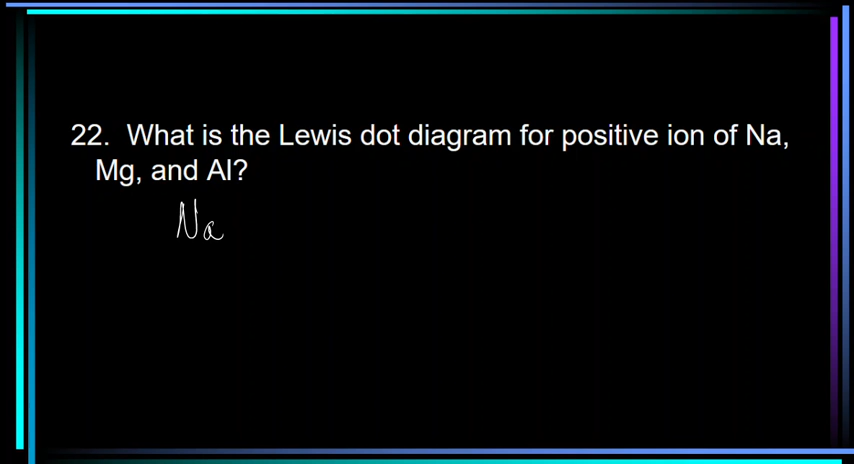 22. What is the Lewis dot diagram for positive ion of Na,
Mg, and Al?
Na